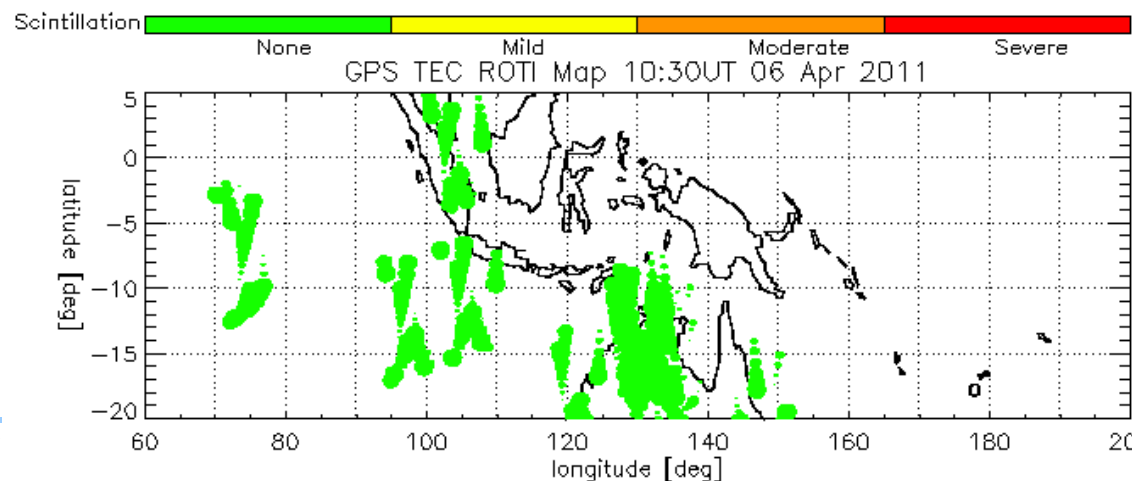 Scintillation
None Mild Moderate Severe
GPS TEC ROTI Map 10:30UT 06 Apr 2011
latitude [deg]
5
0
−5
−10
−15
−20
60 80 100 120 140 160 180 20
longitude [deg]